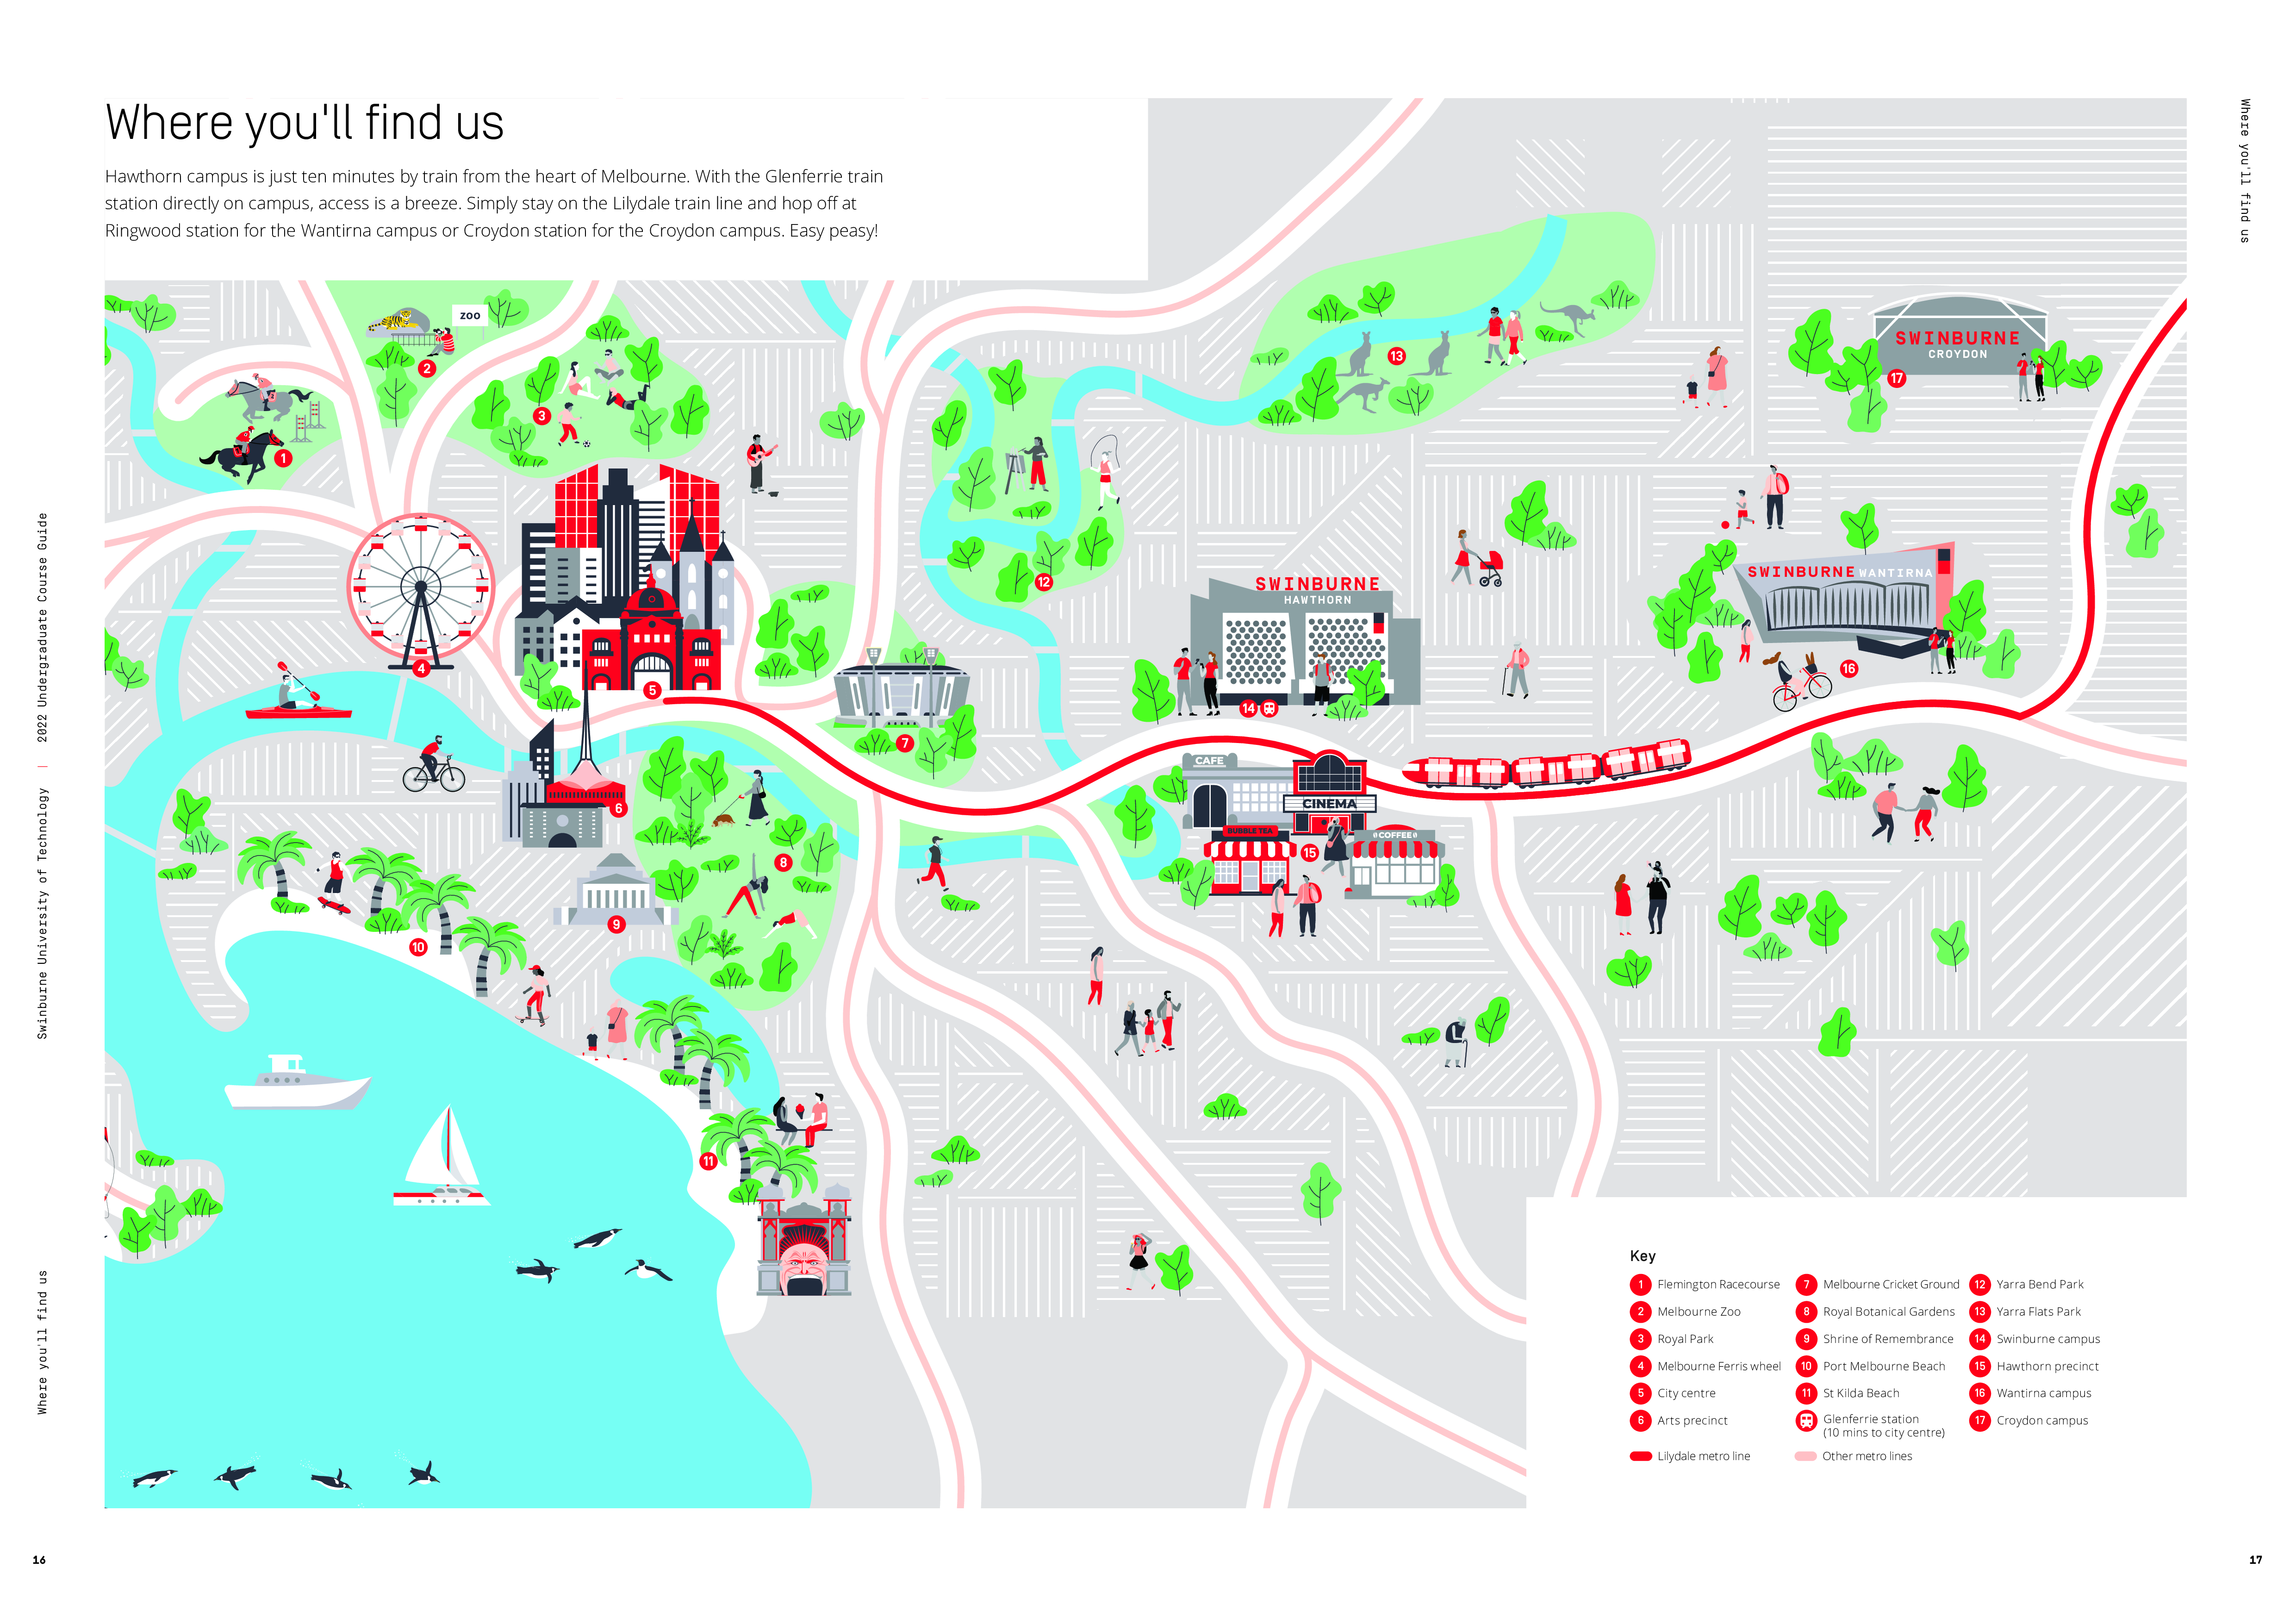 Where you'll find us
Hawthorn campus is just ten minutes by train from the heart of Melbourne. With the Glenferrie train
station directly on campus, access is a breeze. Simply stay on the Lilydale train line and hop off at
Ringwood station for the Wantirna campus or Croydon station for the Croydon campus. Easy peasy!
Where you'll find us
2022 Undergraduate Course Guide
|
Swinburne University of Technology
Where you'll find us
ZOO
2
3
1
13
SWINBURNE
CROYDON
17
12
SWINBURNE
HAWTHORN
SWINBURNE WANTIRNA
4
5
7
14
16
6
CAFE
CINEMA
BUBBLE TEA
COFFEE
15
8
9
10
11
Key
1 Flemington Racecourse
2 Melbourne Zoo
3 Royal Park
4 Melbourne Ferris wheel
5 City centre
6 Arts precinct
Lilydale metro line
7 Melbourne Cricket Ground
8 Royal Botanical Gardens
9 Shrine of Remembrance
10 Port Melbourne Beach
11 St Kilda Beach
Glenferrie station
(10 mins to city centre)
Other metro lines
12 Yarra Bend Park
13 Yarra Flats Park
14 Swinburne campus
15 Hawthorn precinct
16 Wantirna campus
17 Croydon campus
16
17